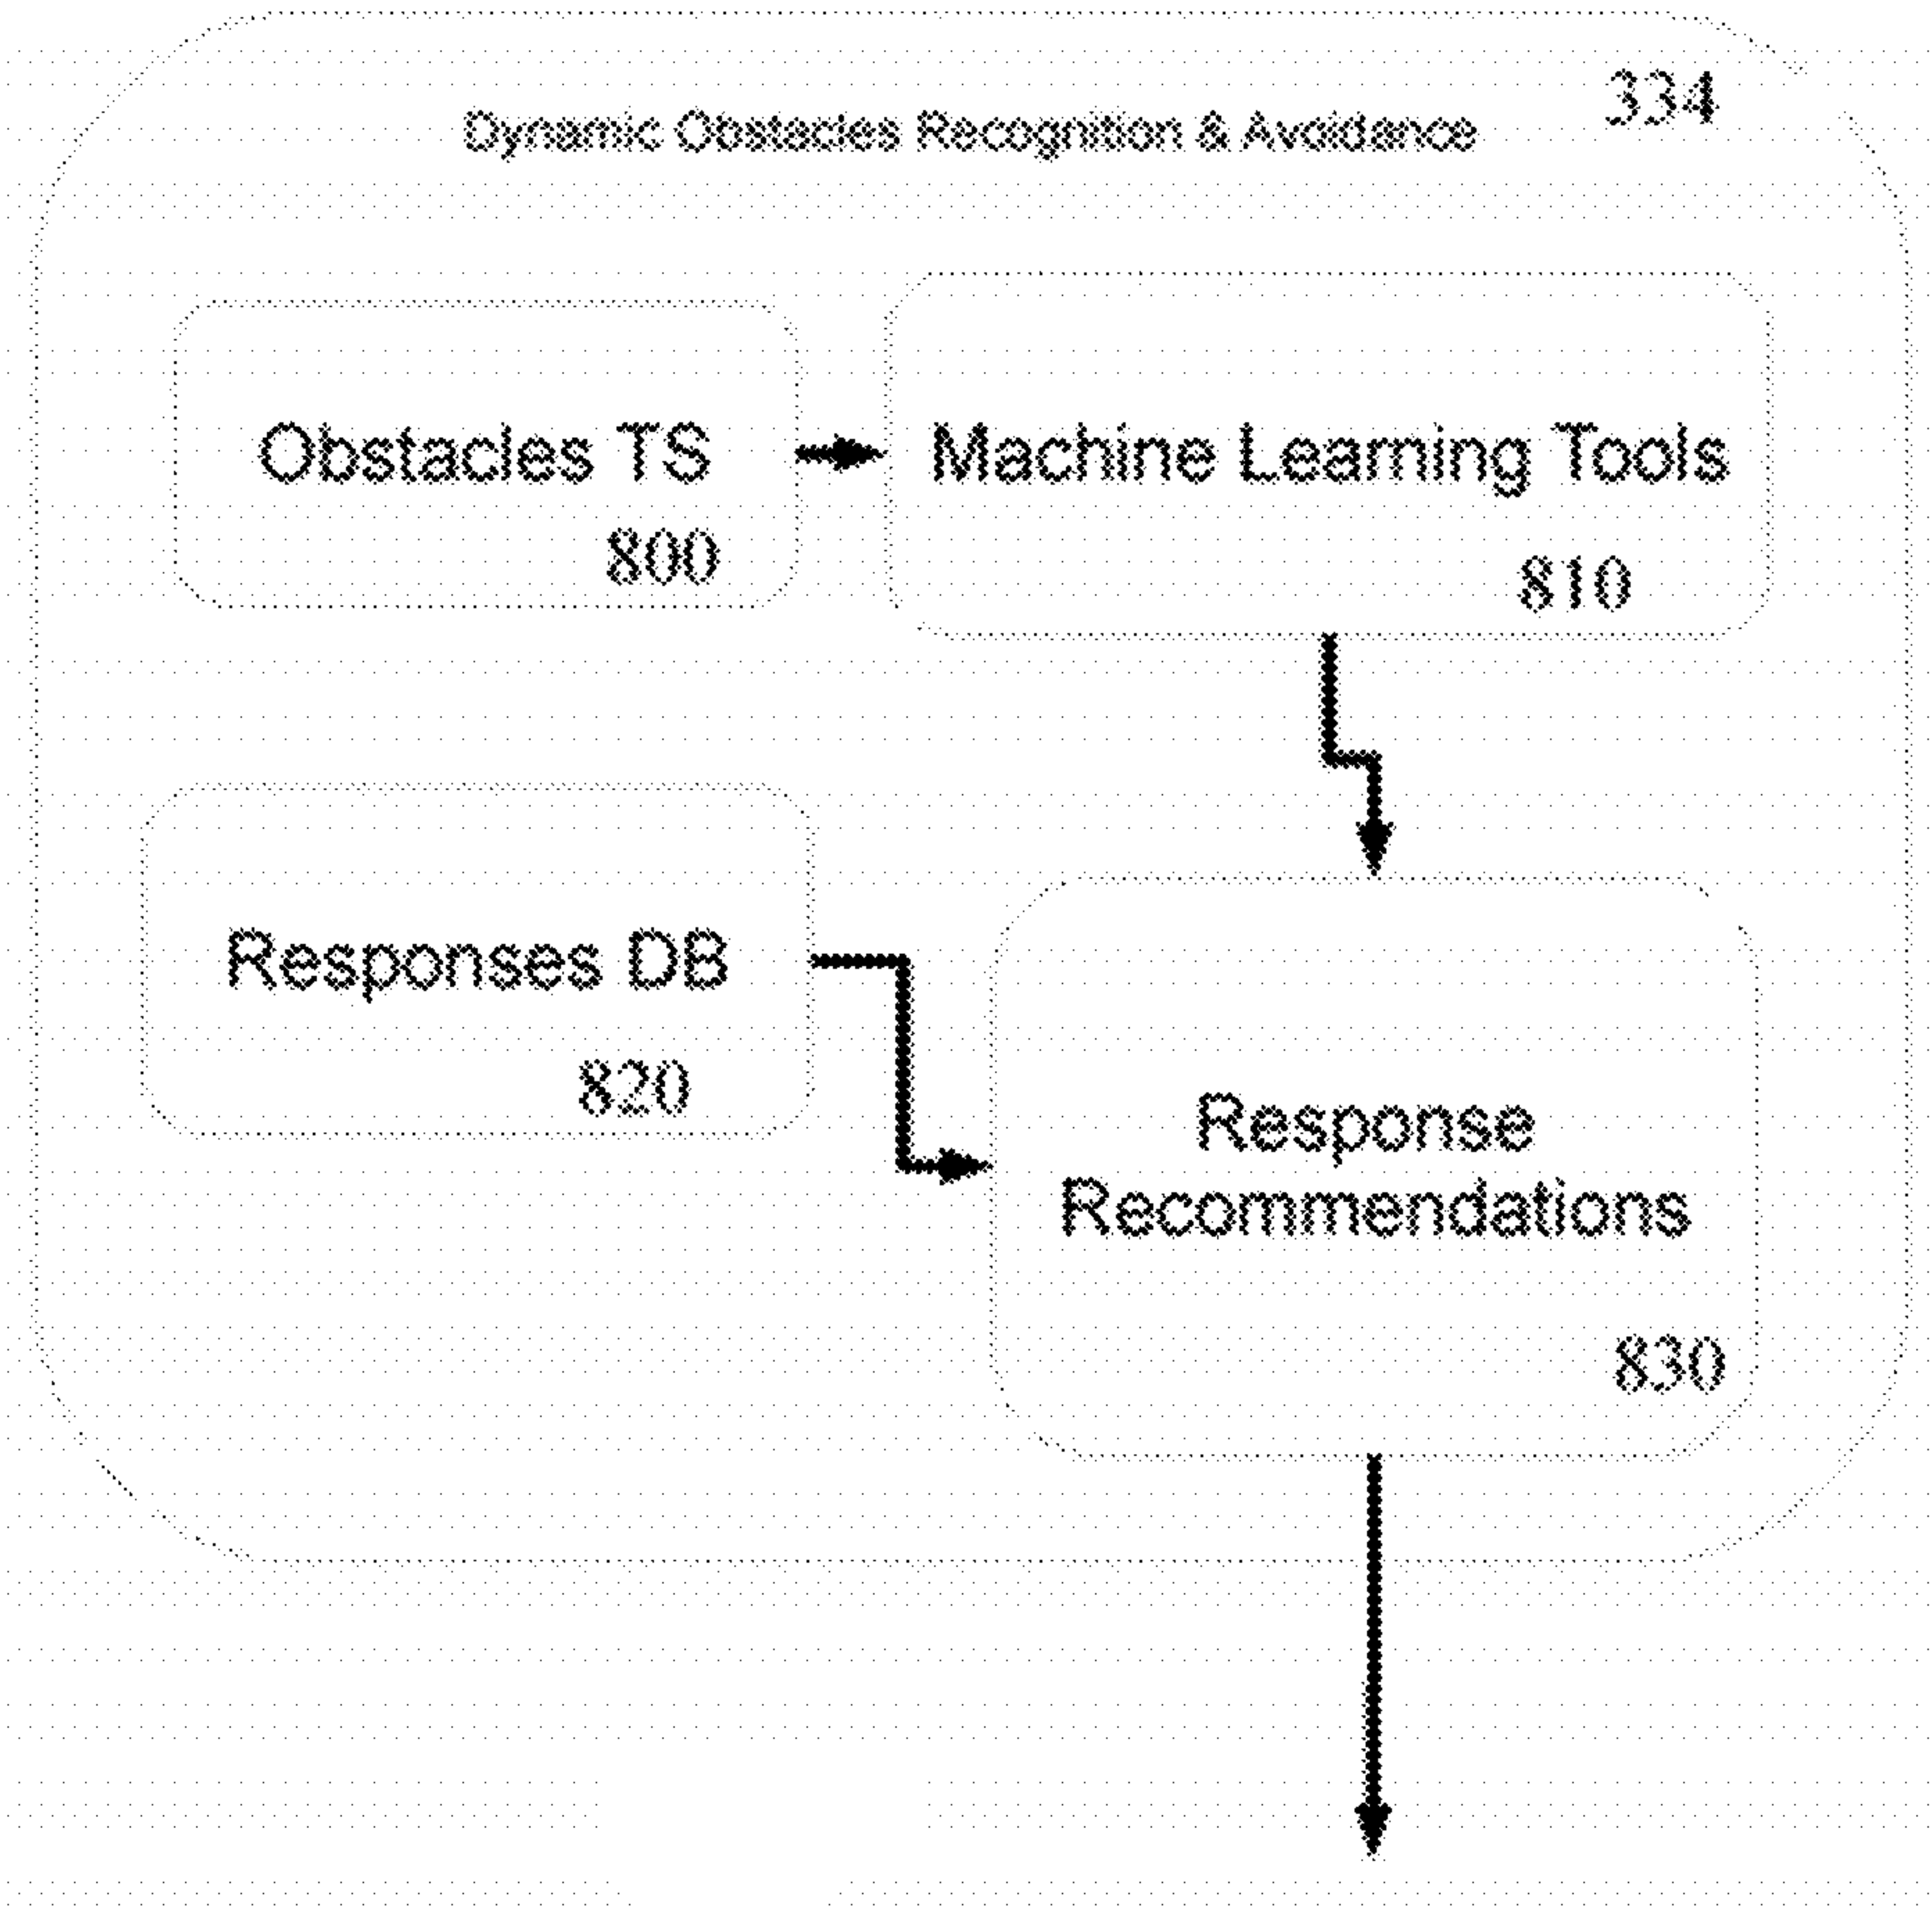 334
Dynamic Obstacles Recognition & Avoidance
Obstacles TS
800
Machine Learning Tools
810
Responses DB
820
Response
Recommendations
830